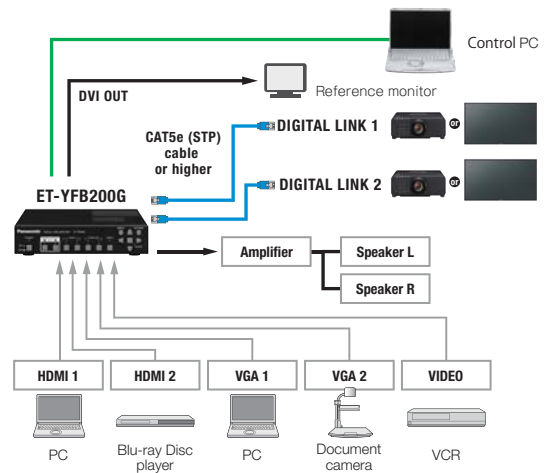 Control PC
DVI OUT
Reference monitor
CAT5e (STP)
cable
or higher
DIGITAL LINK 1
or
DIGITAL LINK 2
or
ET-YFB200G
Panasonic
Amplifier
Speaker L
Speaker R
HDMI 1
HDMI 2
VGA 1
VGA 2
VIDEO
PC
Blu-ray Disc
player
PC
Document
camera
VCR